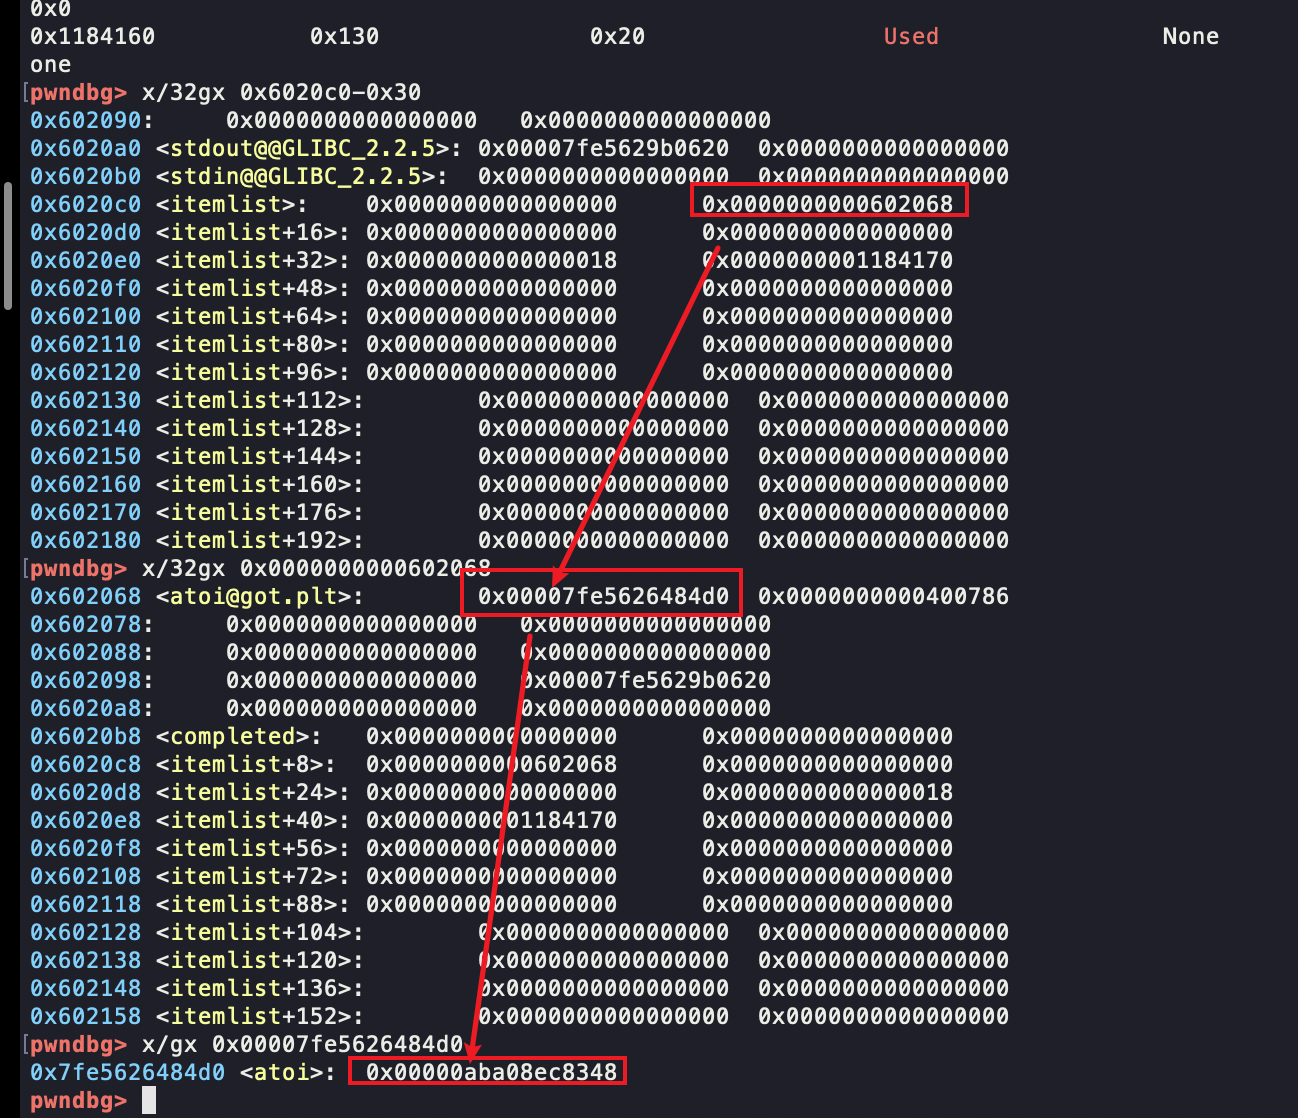 0x0
0x1184160 0x130 0x20 Used None
one
[pwndbg> x/32gx 0x6020c0-0x30
0x602090: 0x0000000000000000 0x0000000000000000
0x6020a0 <stdout@@GLIBC_2.2.5>: 0x00007fe5629b0620 0x0000000000000000
0x6020b0 <stdin@@GLIBC_2.2.5>: 0x0000000000000000 0x0000000000000000
0x6020c0 <itemlist>: 0x0000000000000000 0x0000000000602068
0x6020d0 <itemlist+16>: 0x0000000000000000 0x0000000000000000
0x6020e0 <itemlist+32>: 0x0000000000000018 0x0000000001184170
0x6020f0 <itemlist+48>: 0x0000000000000000 0x0000000000000000
0x602100 <itemlist+64>: 0x0000000000000000 0x0000000000000000
0x602110 <itemlist+80>: 0x0000000000000000 0x0000000000000000
0x602120 <itemlist+96>: 0x0000000000000000 0x0000000000000000
0x602130 <itemlist+112>: 0x0000000000000000 0x0000000000000000
0x602140 <itemlist+128>: 0x0000000000000000 0x0000000000000000
0x602150 <itemlist+144>: 0x0000000000000000 0x0000000000000000
0x602160 <itemlist+160>: 0x0000000000000000 0x0000000000000000
0x602170 <itemlist+176>: 0x0000000000000000 0x0000000000000000
0x602180 <itemlist+192>: 0x0000000000000000 0x0000000000000000
[pwndbg> x/32gx 0x0000000000602068
0x602068 <atoi@got.plt>: 0x00007fe5626484d0 0x0000000000400786
0x602078: 0x0000000000000000 0x0000000000000000
0x602088: 0x0000000000000000 0x0000000000000000
0x602098: 0x0000000000000000 0x00007fe5629b0620
0x6020a8: 0x0000000000000000 0x0000000000000000
0x6020b8 <completed>: 0x0000000000000000 0x0000000000000000
0x6020c8 <itemlist+8>: 0x0000000000602068 0x0000000000000000
0x6020d8 <itemlist+24>: 0x0000000000000000 0x0000000000000018
0x6020e8 <itemlist+40>: 0x0000000001184170 0x0000000000000000
0x6020f8 <itemlist+56>: 0x0000000000000000 0x0000000000000000
0x602108 <itemlist+72>: 0x0000000000000000 0x0000000000000000
0x602118 <itemlist+88>: 0x0000000000000000 0x0000000000000000
0x602128 <itemlist+104>: 0x0000000000000000 0x0000000000000000
0x602138 <itemlist+120>: 0x0000000000000000 0x0000000000000000
0x602148 <itemlist+136>: 0x0000000000000000 0x0000000000000000
0x602158 <itemlist+152>: 0x0000000000000000 0x0000000000000000
[pwndbg> x/gx 0x00007fe5626484d0
0x7fe5626484d0 <atoi>: 0x00000aba08ec8348
pwndbg>